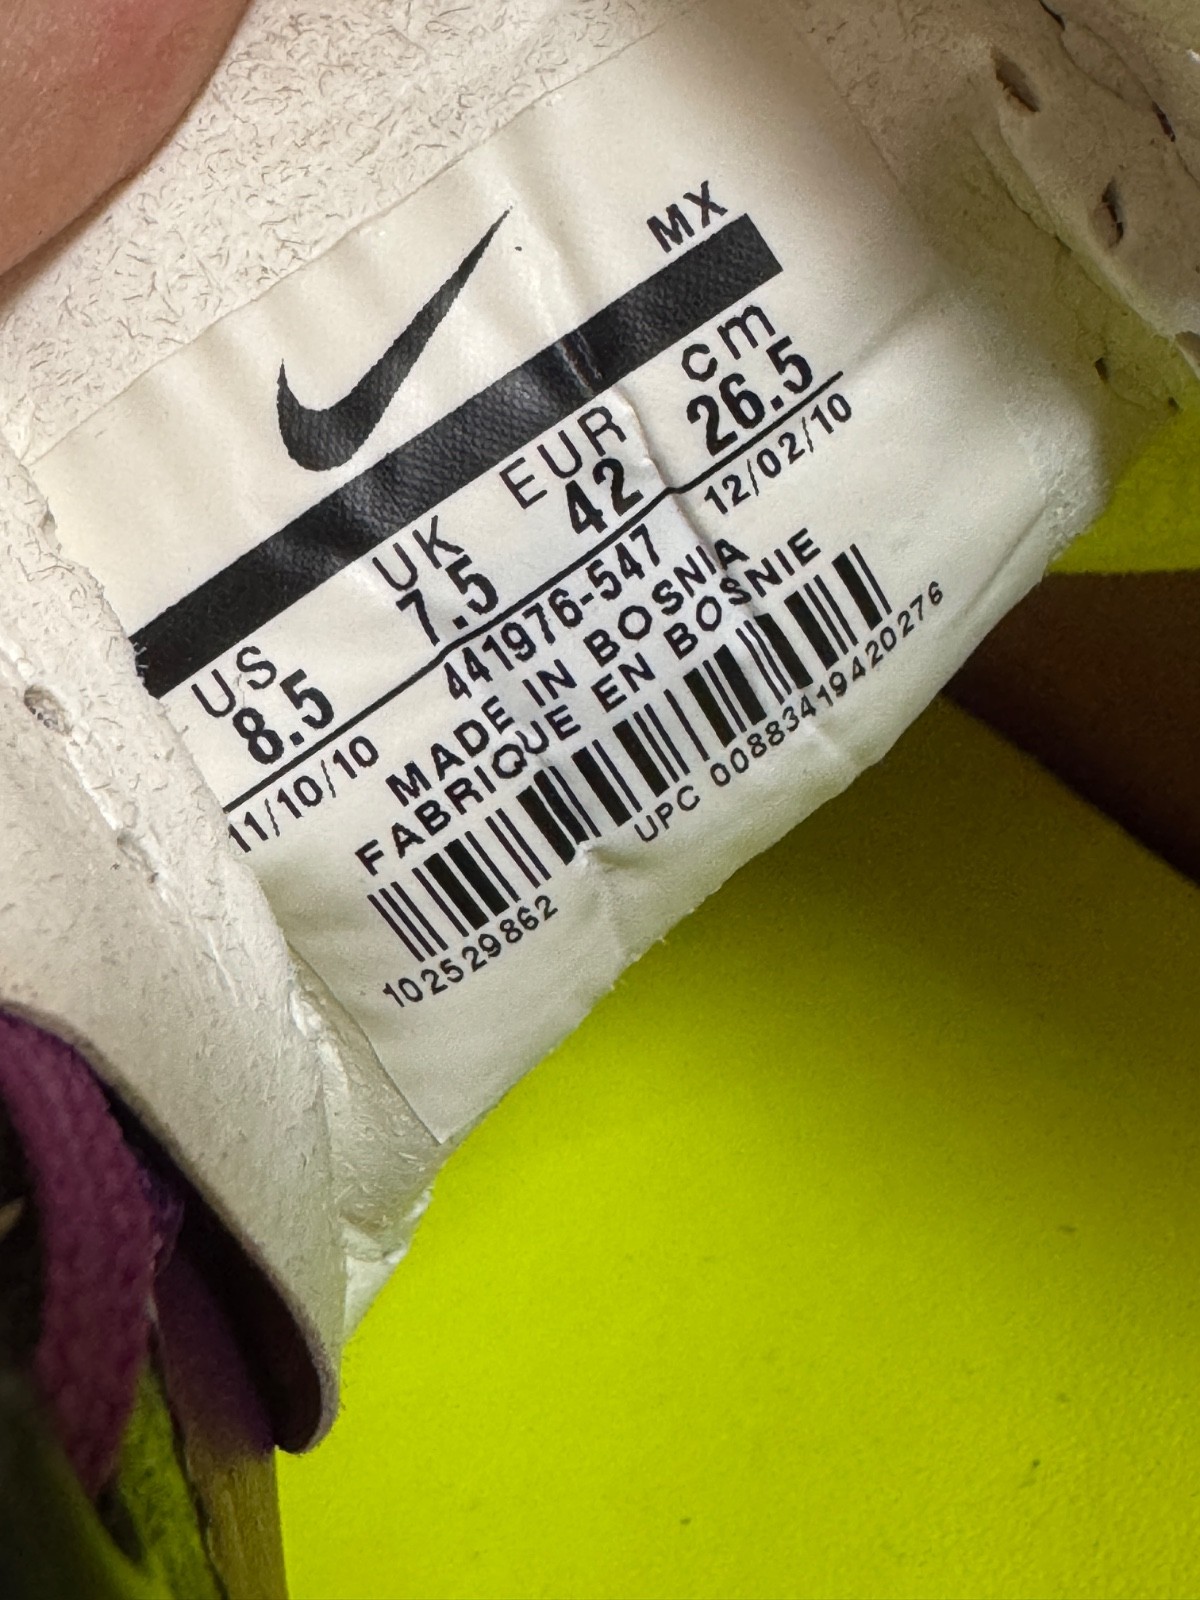 MX
US UK EUR cm
8.5 7.5 42 26.5
11/10/10 441976-547 12/02/10
MADE IN BOSNIA
FABRIQUE EN BOSNIE
102529862 UPC 00883419420276